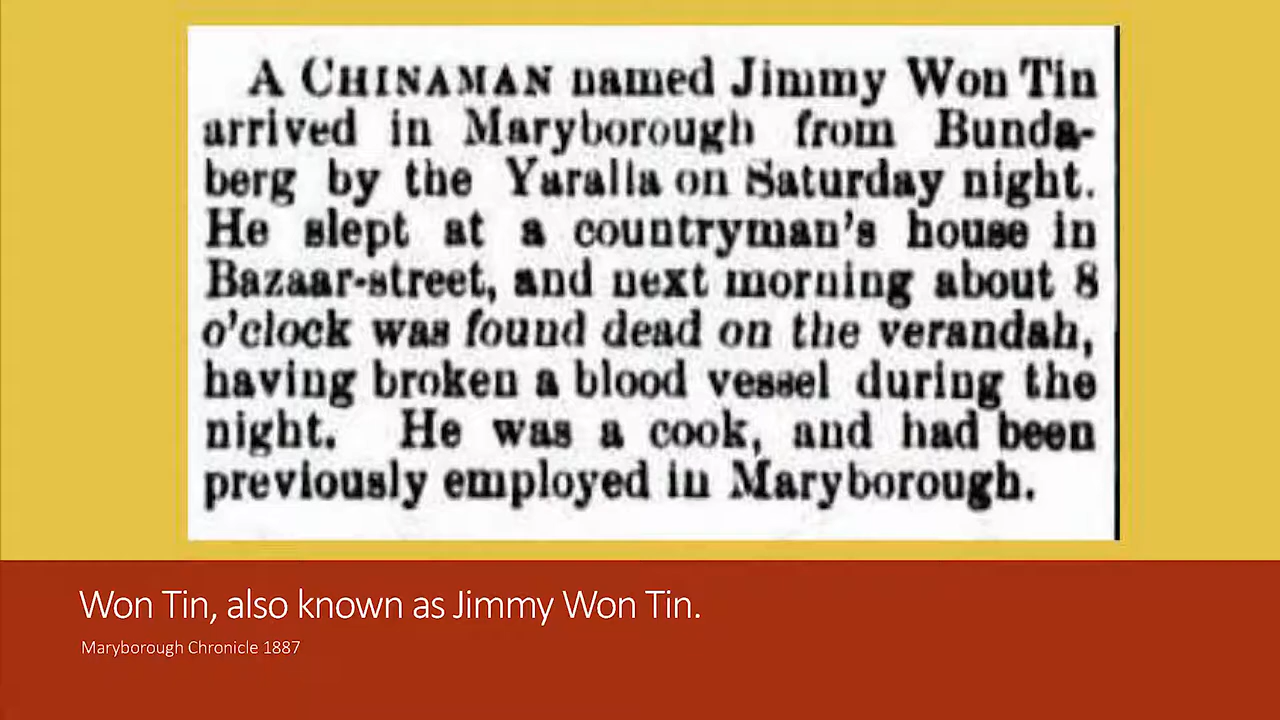 A CHINAMAN named Jimmy Won Tin
arrived in Maryborough from Bunda-
berg by the Yaralla on Saturday night.
He slept at a countryman's house in
Bazaar-street, and next morning about 8
o'clock was found dead on the verandah,
having broken a blood vessel during the
night. He was a cook, and had been
previously employed in Maryborough.
Won Tin, also known as Jimmy Won Tin.
Maryborough Chronicle 1887